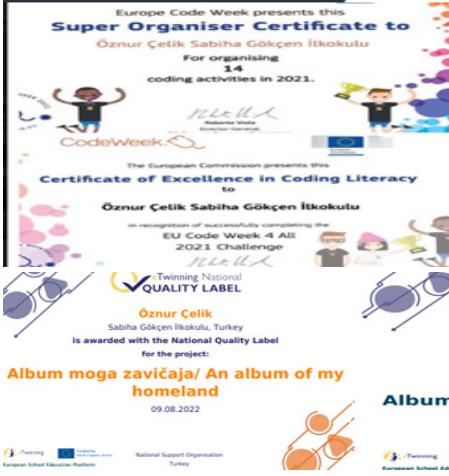 Europe Code Week presents this
Super Organiser Certificate to
Öznur Çelik Sabiha Gökçen İlkokulu
For organising
14
coding activities in 2021.
Roberto Viola
Director-General,
CodeWeek
The European Commission presents this
Certificate of Excellence in Coding Literacy
to
Öznur Çelik Sabiha Gökçen İlkokulu
in recognition of successfully completing the
EU Code Week 4 All
2021 Challenge
eTwinning National
QUALITY LABEL
Öznur Çelik
Sabiha Gökçen İlkokulu, Turkey
is awarded with the National Quality Label
for the project:
Album moga zavičaja/ An album of my
homeland
09.08.2022
Album
eTwinning
Funded by
the European Union
National Support Organisation
Turkey
European School Education Platform
eTwinning
European School Ed